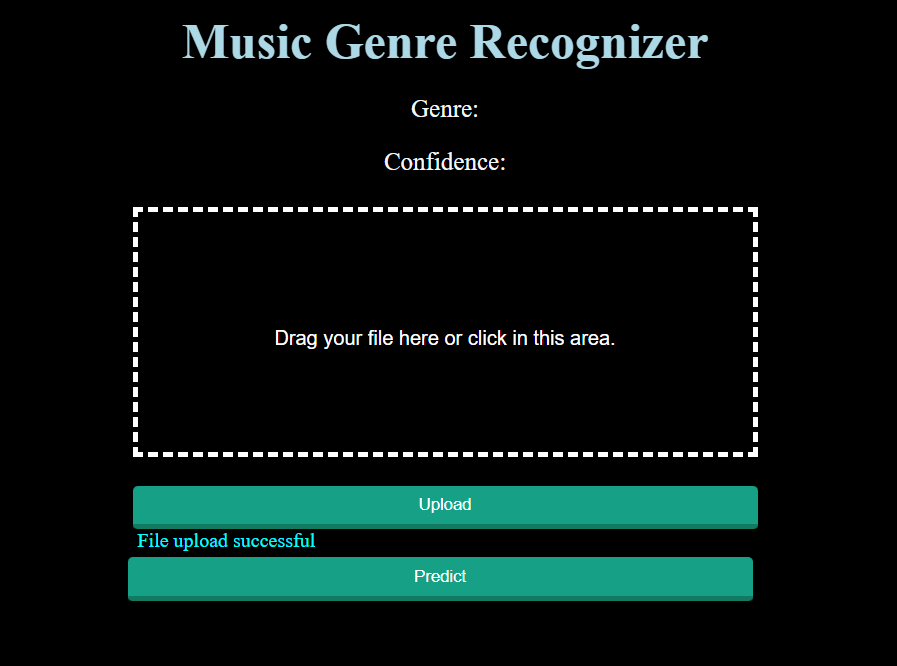 Music Genre Recognizer
Genre:
Confidence:
Drag your file here or click in this area.
Upload
File upload successful
Predict